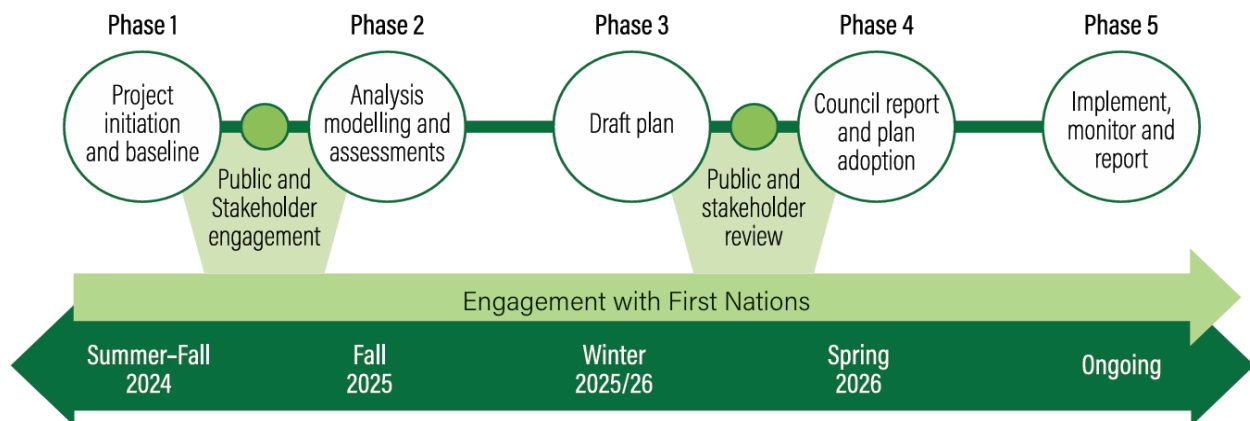 Phase 1
Phase 2
Phase 3
Phase 4
Phase 5
Project
initiation
and baseline
Public and
Stakeholder
engagement
Analysis
modelling and
assessments
Draft plan
Public and
stakeholder
review
Council report
and plan
adoption
Implement,
monitor and
report
Engagement with First Nations
Summer–Fall
2024
Fall
2025
Winter
2025/26
Spring
2026
Ongoing